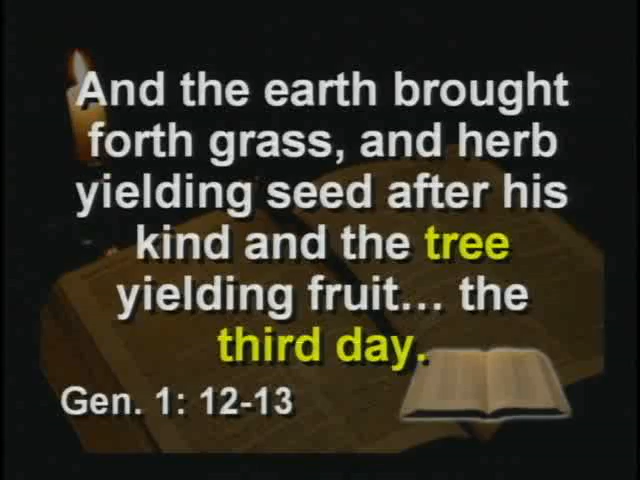 And the earth brought
forth grass, and herb
yielding seed after his
kind and the tree
yielding fruit... the
third day.
Gen. 1: 12-13